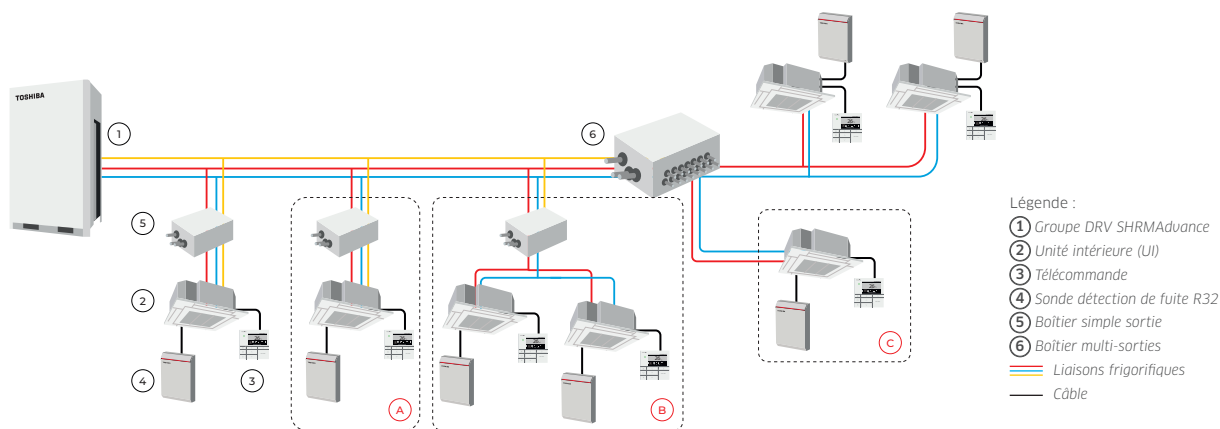 TOSHIBA
1
6
5
2
4
3
A
B
C
Légende :
1 Groupe DRV SHRMAdvance
2 Unité intérieure (UI)
3 Télécommande
4 Sonde détection de fuite R32
5 Boîtier simple sortie
6 Boîtier multi-sorties
Liaisons frigorifiques
Câble